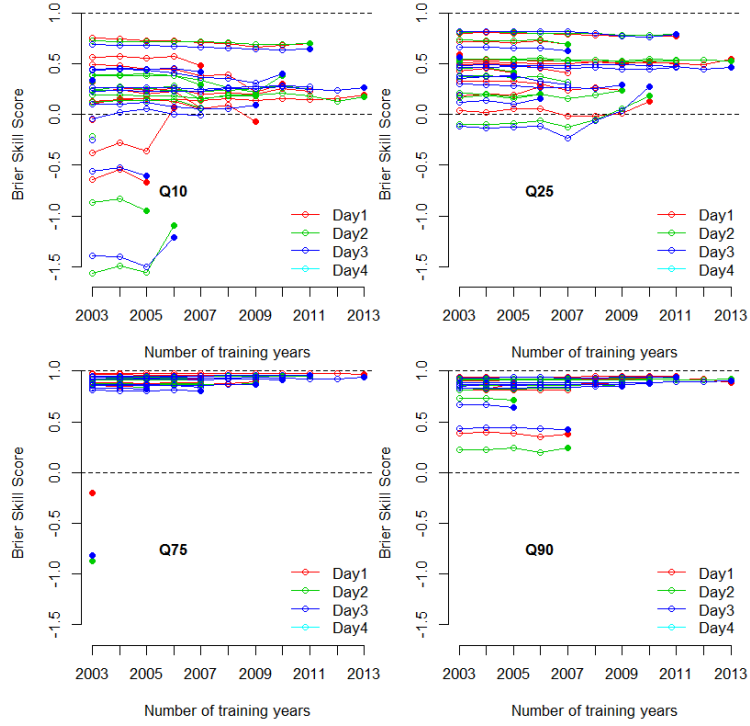 Brier Skill Score
1.0
0.5
0.0
-0.5
-1.0
-1.5
Q10
Day1
Day2
Day3
Day4
2003 2005 2007 2009 2011 2013
Number of training years
Brier Skill Score
1.0
0.5
0.0
-0.5
-1.0
-1.5
Q25
Day1
Day2
Day3
Day4
2003 2005 2007 2009 2011 2013
Number of training years
Brier Skill Score
1.0
0.5
0.0
-0.5
-1.0
-1.5
Q75
Day1
Day2
Day3
Day4
2003 2005 2007 2009 2011 2013
Number of training years
Brier Skill Score
1.0
0.5
0.0
-0.5
-1.0
-1.5
Q90
Day1
Day2
Day3
Day4
2003 2005 2007 2009 2011 2013
Number of training years